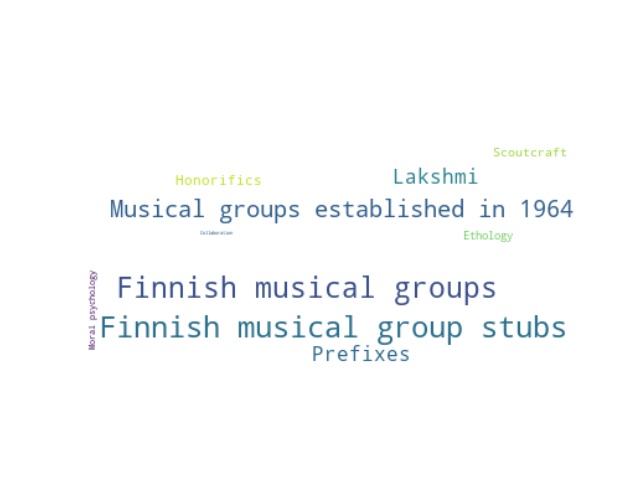 Scoutcraft
Honorifics
Lakshmi
Musical groups established in 1964
Collaboration
Ethology
Moral psychology
Finnish musical groups
Finnish musical group stubs
Prefixes